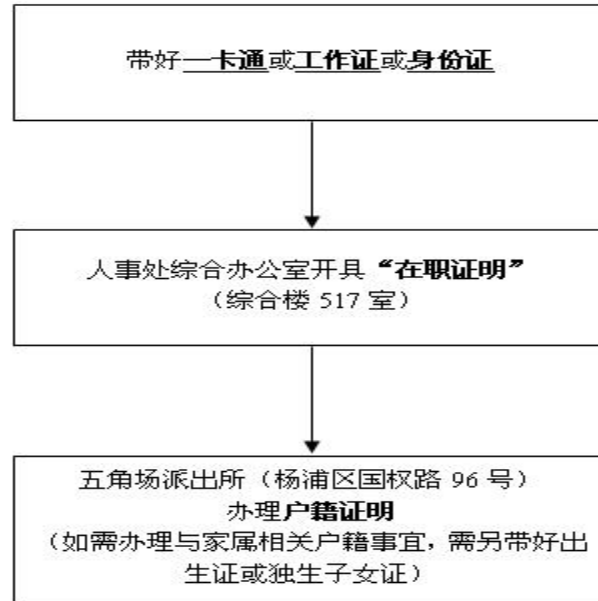 带好一卡通或工作证或身份证
人事处综合办公室开具“在职证明”
（综合楼 517 室）
五角场派出所（杨浦区国权路 96 号）
办理户籍证明
（如需办理与家属相关户籍事宜，需另带好出
生证或独生子女证）